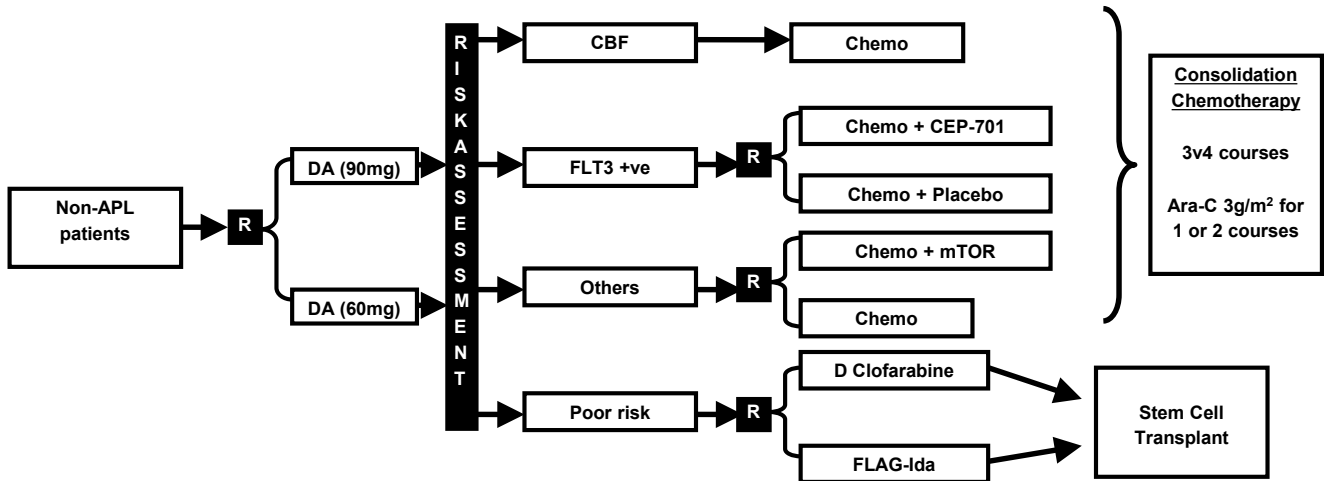 Non-APL
patients
R
DA (90mg)
DA (60mg)
R
I
S
K
A
S
S
E
S
S
M
E
N
T
CBF
Chemo
FLT3 +ve
R
Chemo + CEP-701
Chemo + Placebo
Others
R
Chemo + mTOR
Chemo
Poor risk
R
D Clofarabine
FLAG-Ida
Consolidation
Chemotherapy
3v4 courses
Ara-C 3g/m² for
1 or 2 courses
Stem Cell
Transplant